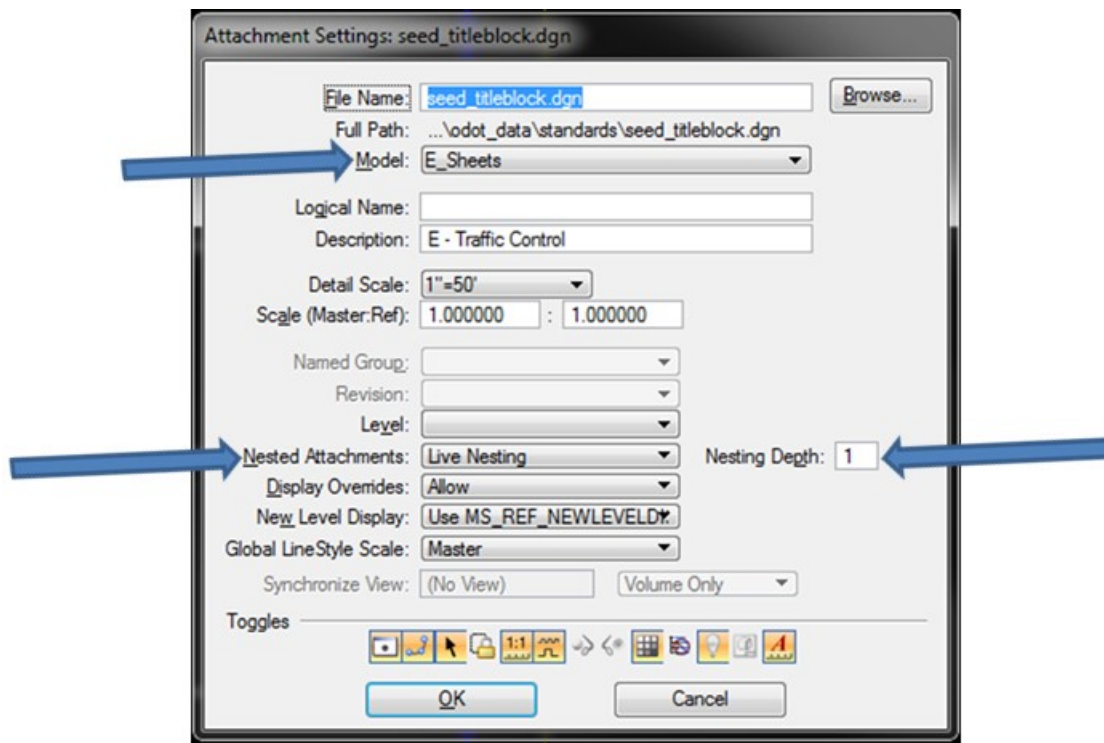 Attachment Settings: seed_titleblock.dgn
File Name: seed_titleblock.dgn Browse...
Full Path: ...\odot_data\standards\seed_titleblock.dgn
Model: E_Sheets
Logical Name:
Description: E - Traffic Control
Detail Scale: 1"=50'
Scale (Master:Ref): 1.000000 : 1.000000
Named Group:
Revision:
Level:
Nested Attachments: Live Nesting Nesting Depth: 1
Display Overrides: Allow
New Level Display: Use MS_REF_NEWLEVELDI
Global LineStyle Scale: Master
Synchronize View: (No View) Volume Only
Toggles
1:1 A
OK Cancel